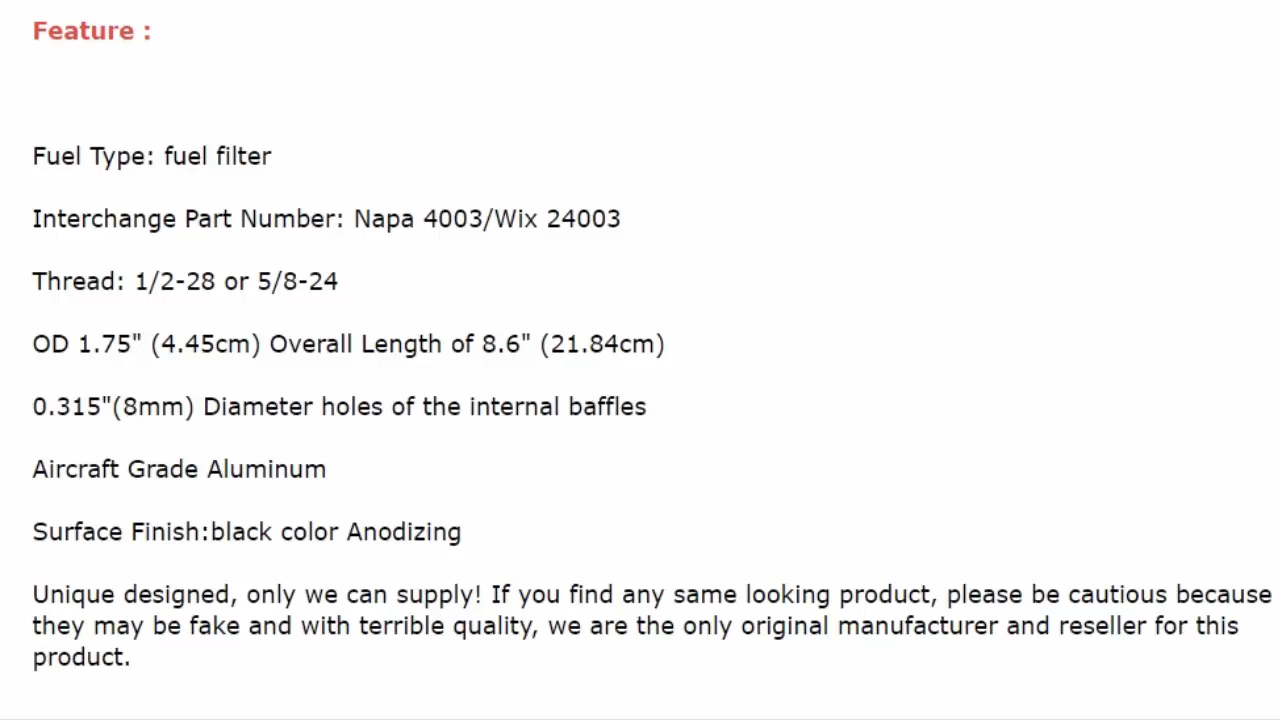 Feature :
Fuel Type: fuel filter
Interchange Part Number: Napa 4003/Wix 24003
Thread: 1/2-28 or 5/8-24
OD 1.75" (4.45cm) Overall Length of 8.6" (21.84cm)
0.315"(8mm) Diameter holes of the internal baffles
Aircraft Grade Aluminum
Surface Finish:black color Anodizing
Unique designed, only we can supply! If you find any same looking product, please be cautious because
they may be fake and with terrible quality, we are the only original manufacturer and reseller for this
product.